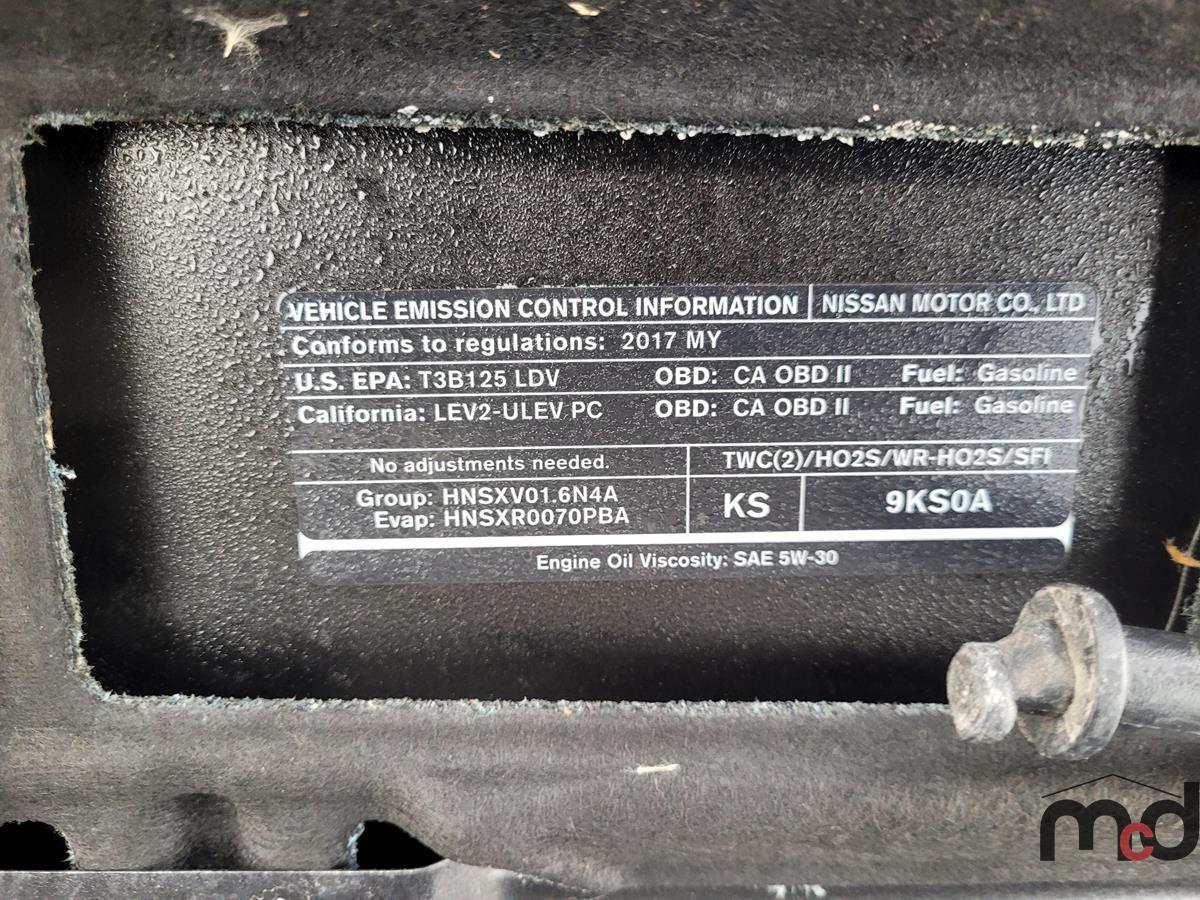 VEHICLE EMISSION CONTROL INFORMATION NISSAN MOTOR CO., LTD
Conforms to regulations: 2017 MY
U.S. EPA: T3B125 LDV OBD: CA OBD II Fuel: Gasoline
California: LEV2-ULEV PC OBD: CA OBD II Fuel: Gasoline
No adjustments needed. TWC(2)/HO2S/WR-HO2S/SFI
Group: HNSXV01.6N4A
Evap: HNSXR0070PBA
KS 9KS0A
Engine Oil Viscosity: SAE 5W-30
mcd